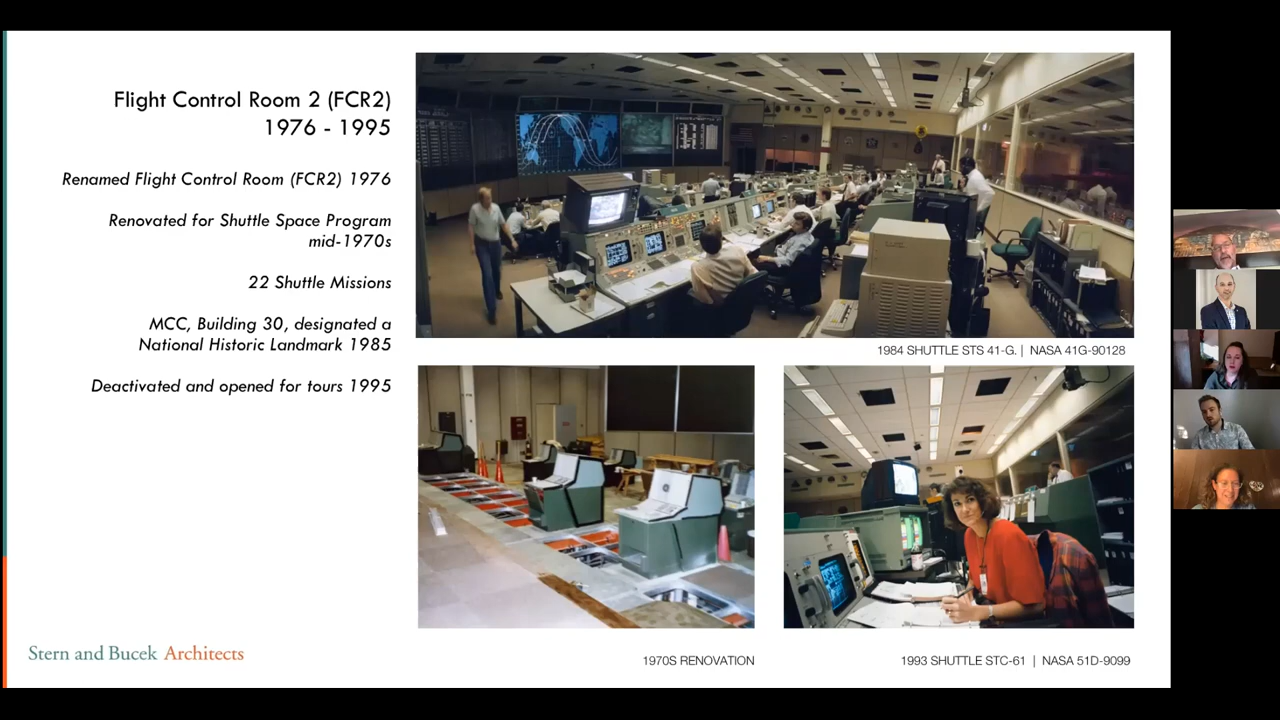 Flight Control Room 2 (FCR2)
1976 - 1995
Renamed Flight Control Room (FCR2) 1976
Renovated for Shuttle Space Program
mid-1970s
22 Shuttle Missions
MCC, Building 30, designated a
National Historic Landmark 1985
Deactivated and opened for tours 1995
1984 SHUTTLE STS 41-G. | NASA 41G-90128
1970S RENOVATION
1993 SHUTTLE STC-61 | NASA 51D-9099
Stern and Bucek Architects